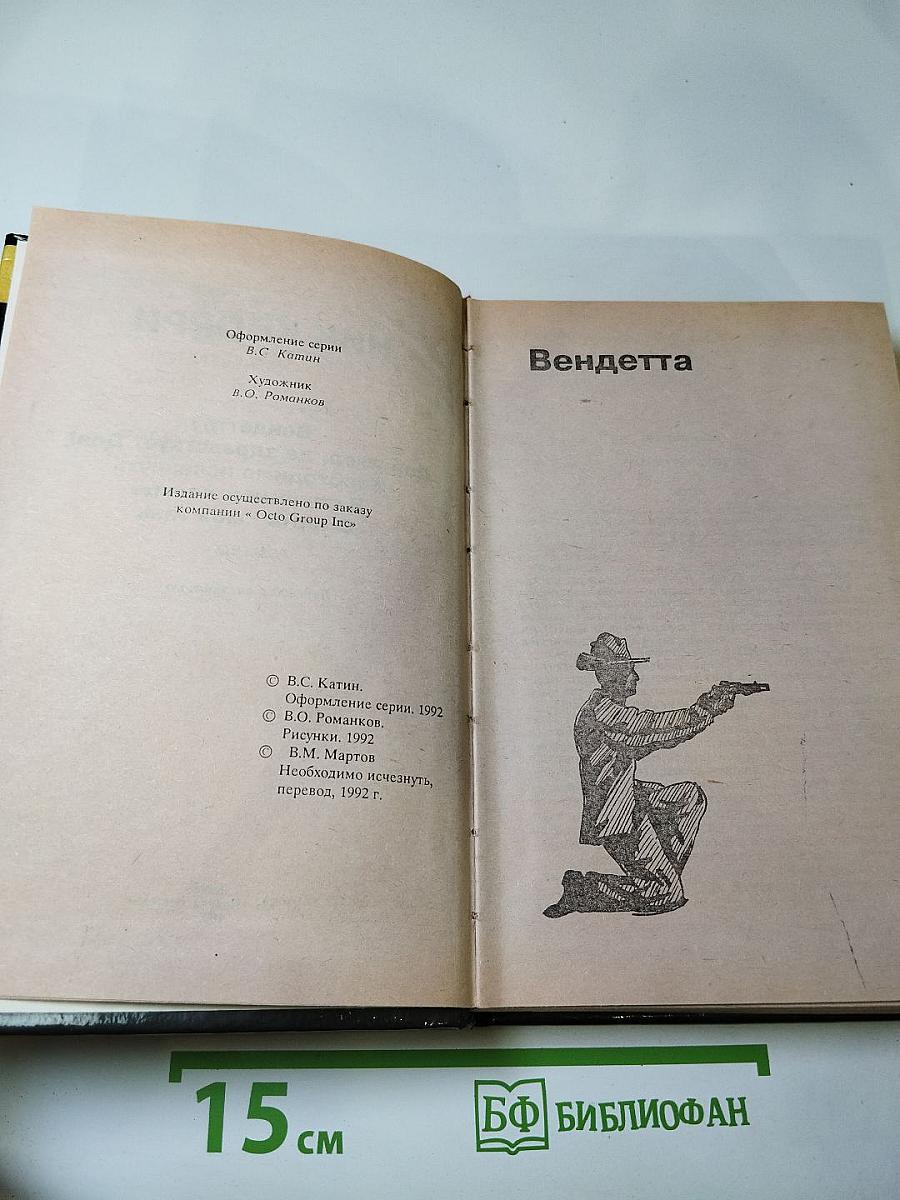 Оформление серии
В.С Катин
Художник
В.О. Романков
Издание осуществлено по заказу
компании « Octo Group Inc»
© В.С. Катин.
Оформление серии. 1992
© В.О. Романков.
Рисунки. 1992
© В.М. Мартов
Необходимо исчезнуть,
перевод, 1992 г.
Вендетта
15 см
БФ БИБЛИОФАН